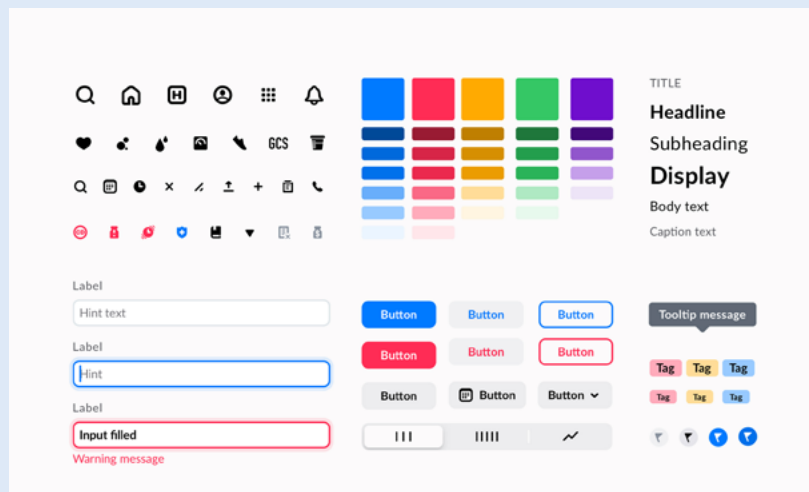 H
GCS
TITLE
Headline
Subheading
Display
Body text
Caption text
Label
Hint text
Label
Hint
Label
Input filled
Warning message
Button Button Button
Button Button Button
Button Button Button
Tooltip message
Tag Tag Tag
Tag Tag Tag